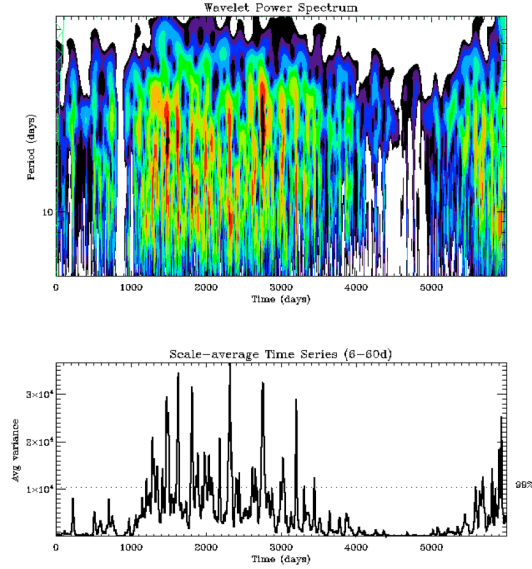 Wavelet Power Spectrum
Period (days)
10
0 1000 2000 3000 4000 5000
Time (days)
Scale-average Time Series (6-60d)
Avg variance
3×10⁴
2×10⁴
1×10⁴
99%
0 1000 2000 3000 4000 5000
Time (days)